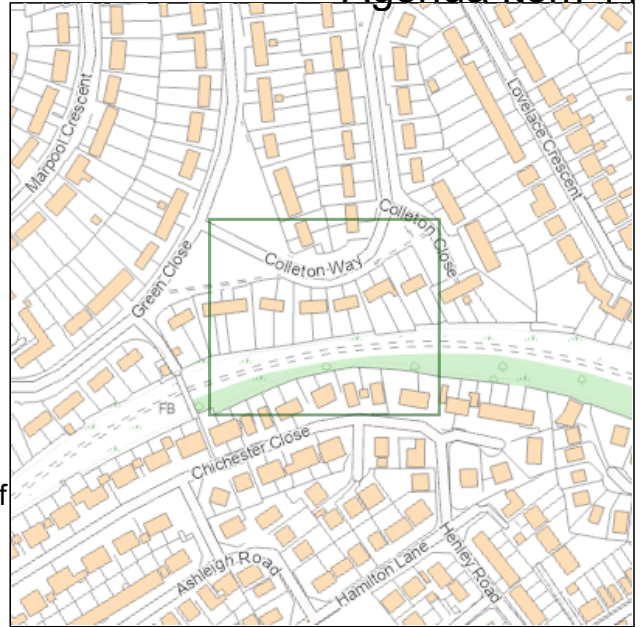 Agenda Item
Marpool Crescent
Lovelace Crescent
Colleton Close
Colleton Way
Green Close
FB
Chichester Close
f
Ashleigh Road
Hamilton Lane
Henley Road